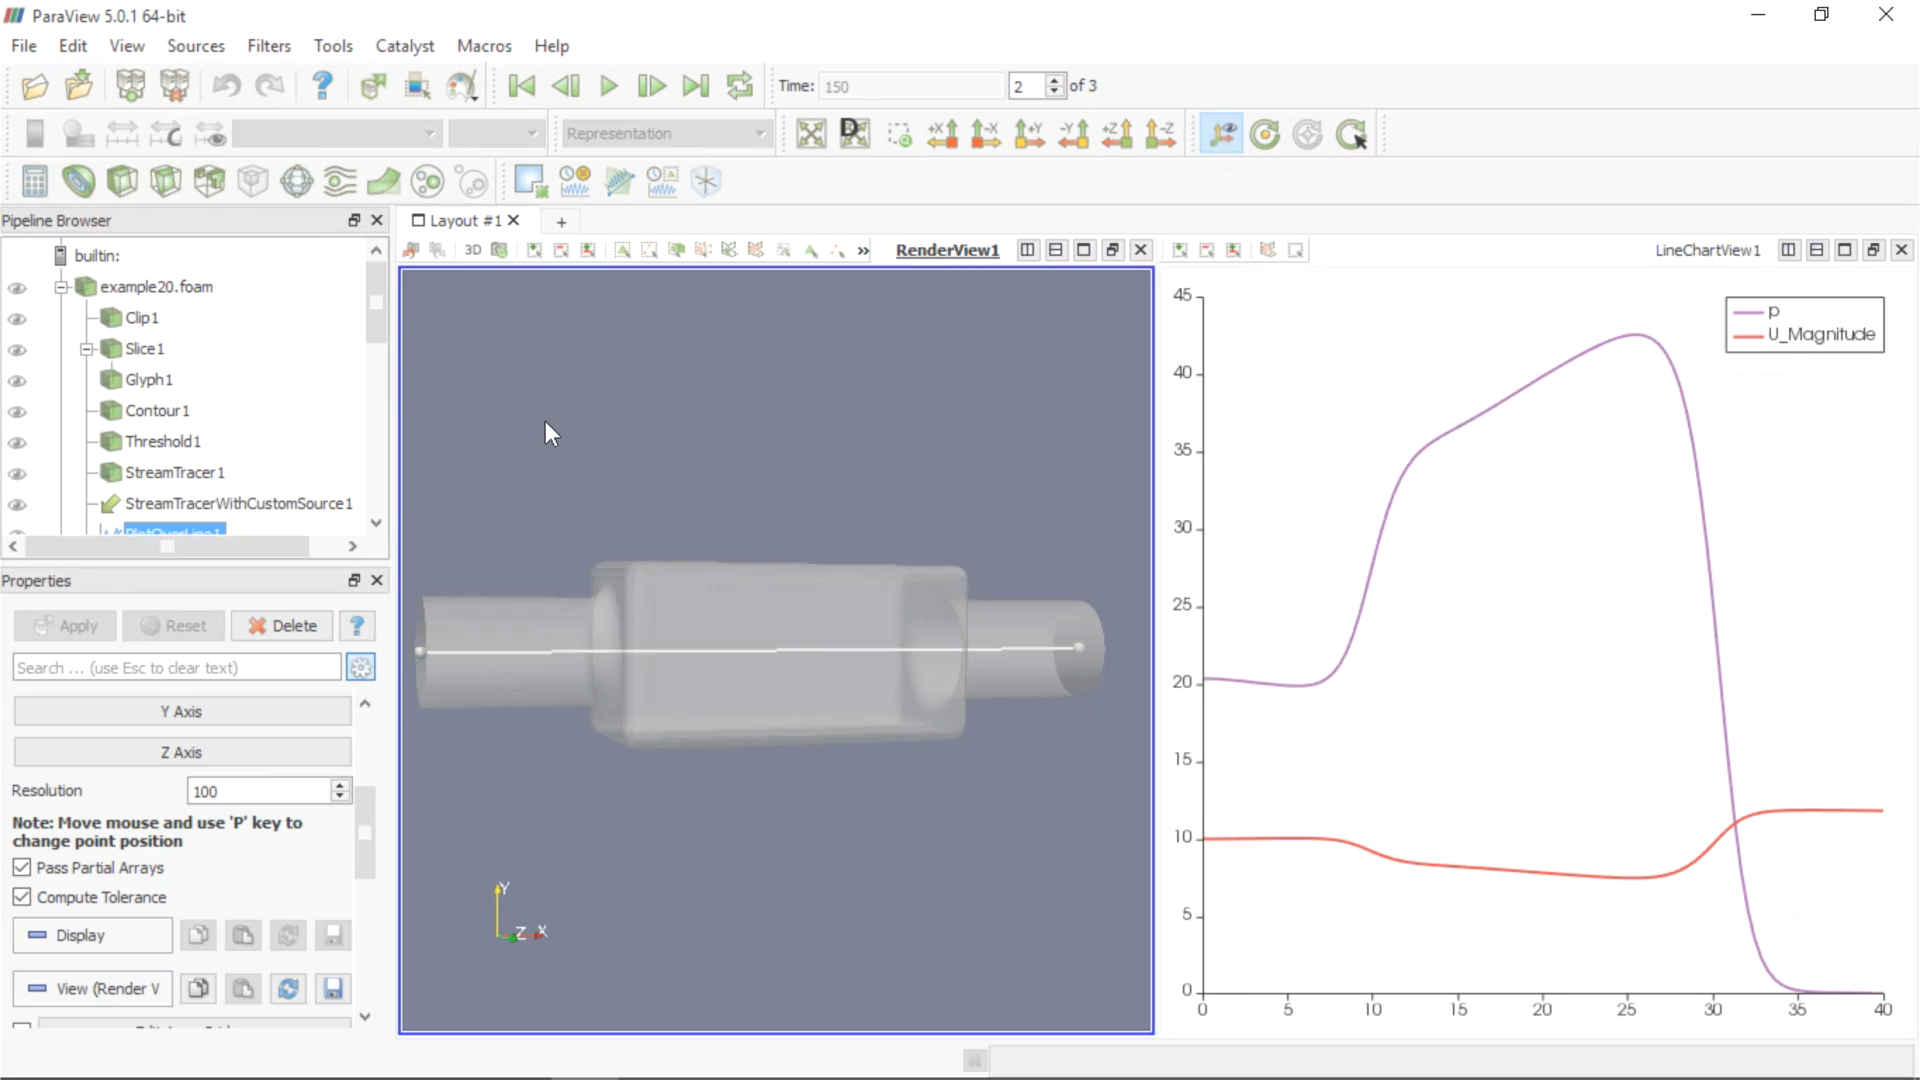 ParaView 5.0.1 64-bit
File Edit View Sources Filters Tools Catalyst Macros Help
Time: 150 2 of 3
Representation
D +X -X +Y -Y +Z -Z
Pipeline Browser
Layout #1
+
builtin:
3D
RenderView1
LineChartView1
example20.foam
Clip1
Slice1
Glyph1
Contour1
Threshold1
StreamTracer1
StreamTracerWithCustomSource1
PlotOverLine1
Properties
Apply Reset Delete ?
Search ... (use Esc to clear text)
Y Axis
Z Axis
Resolution 100
Note: Move mouse and use 'P' key to
change point position
Pass Partial Arrays
Compute Tolerance
Display
View (Render V
Y
Z X
p
U_Magnitude
45
40
35
30
25
20
15
10
5
0
0 5 10 15 20 25 30 35 40